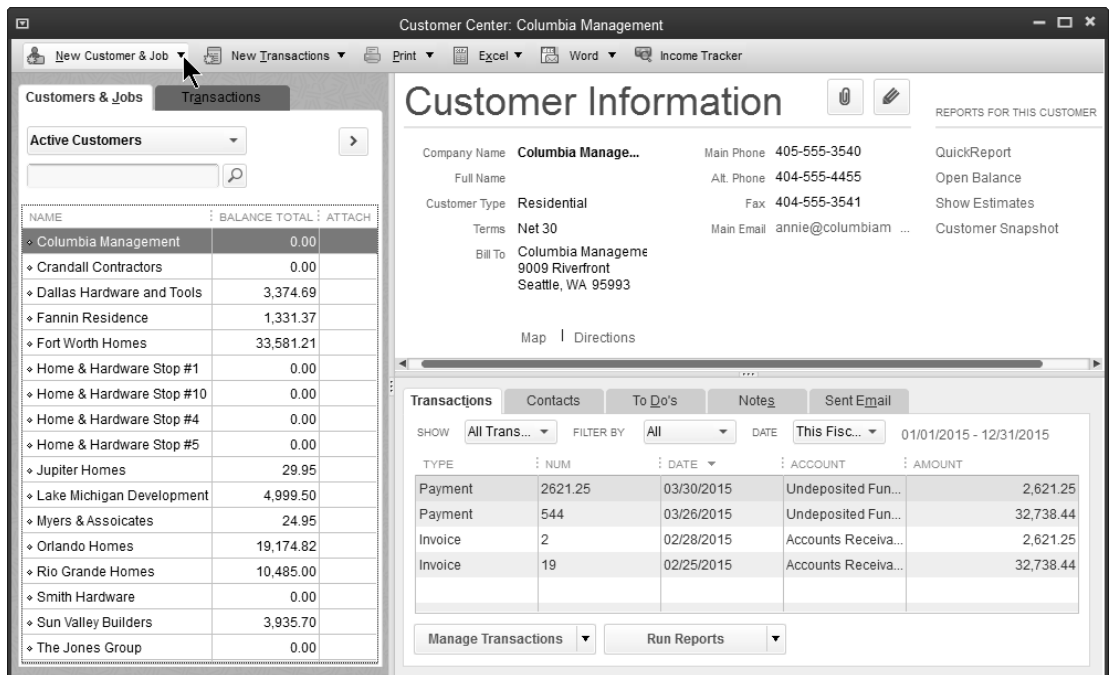 Customer Center: Columbia Management
New Customer & Job New Transactions Print Excel Word Income Tracker
Customers & Jobs Transactions
Active Customers
NAME BALANCE TOTAL ATTACH
Columbia Management 0.00
Crandall Contractors 0.00
Dallas Hardware and Tools 3,374.69
Fannin Residence 1,331.37
Fort Worth Homes 33,581.21
Home & Hardware Stop #1 0.00
Home & Hardware Stop #10 0.00
Home & Hardware Stop #4 0.00
Home & Hardware Stop #5 0.00
Jupiter Homes 29.95
Lake Michigan Development 4,999.50
Myers & Assoicates 24.95
Orlando Homes 19,174.82
Rio Grande Homes 10,485.00
Smith Hardware 0.00
Sun Valley Builders 3,935.70
The Jones Group 0.00
Customer Information
Company Name Columbia Manage...
Full Name
Customer Type Residential
Terms Net 30
Bill To Columbia Manageme
9009 Riverfront
Seattle, WA 95993
Map | Directions
Main Phone 405-555-3540
Alt. Phone 404-555-4455
Fax 404-555-3541
Main Email annie@columbiam ...
REPORTS FOR THIS CUSTOMER
QuickReport
Open Balance
Show Estimates
Customer Snapshot
Transactions Contacts To Do's Notes Sent Email
SHOW All Trans... FILTER BY All DATE This Fisc... 01/01/2015 - 12/31/2015
TYPE NUM DATE ACCOUNT AMOUNT
Payment 2621.25 03/30/2015 Undeposited Fun... 2,621.25
Payment 544 03/26/2015 Undeposited Fun... 32,738.44
Invoice 2 02/28/2015 Accounts Receiva... 2,621.25
Invoice 19 02/25/2015 Accounts Receiva... 32,738.44
Manage Transactions Run Reports